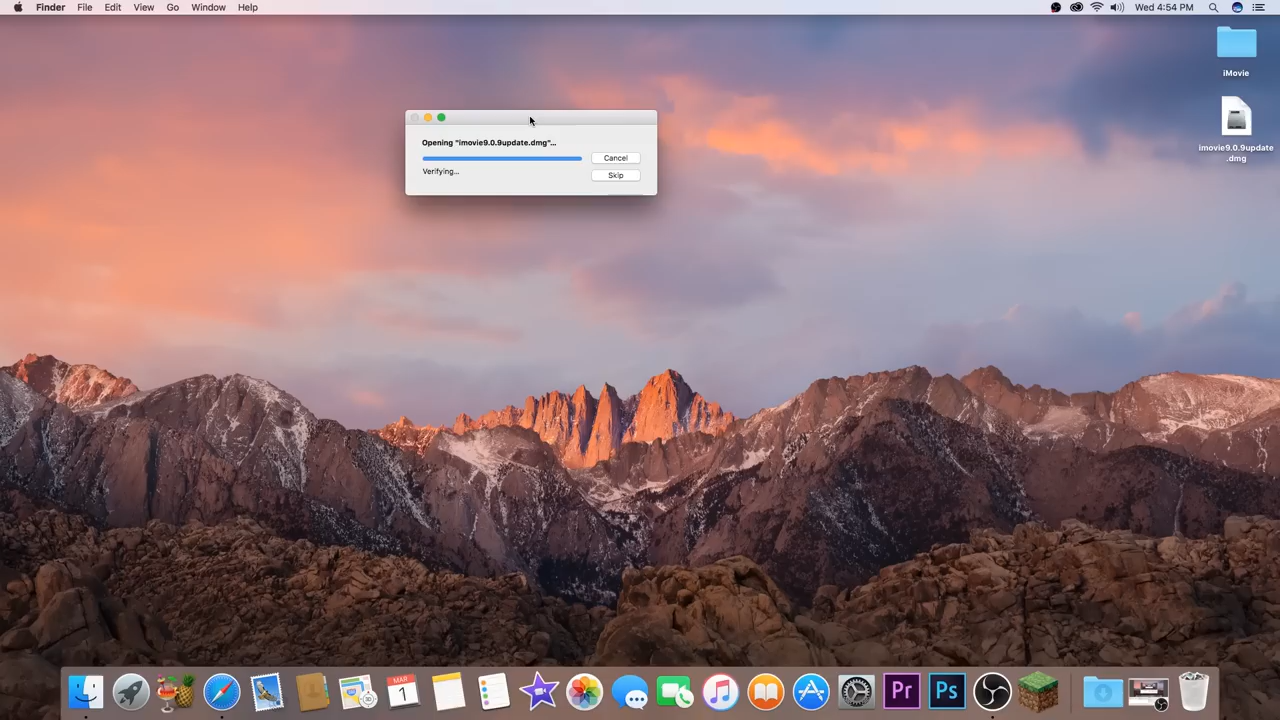 Finder File Edit View Go Window Help Wed 4:54 PM
iMovie
imovie9.0.9update
.dmg
Opening "imovie9.0.9update.dmg"...
Cancel
Verifying...
Skip
MAR
1
Pr
Ps